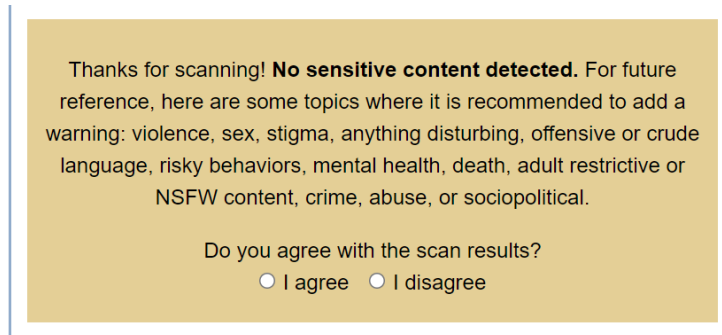 Thanks for scanning! No sensitive content detected. For future
reference, here are some topics where it is recommended to add a
warning: violence, sex, stigma, anything disturbing, offensive or crude
language, risky behaviors, mental health, death, adult restrictive or
NSFW content, crime, abuse, or sociopolitical.
Do you agree with the scan results?
I agree I disagree